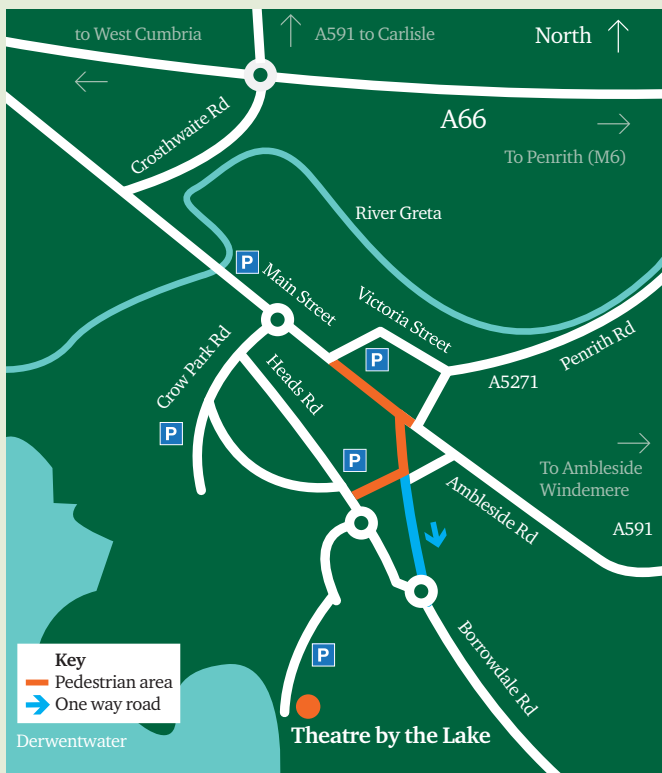 to West Cumbria
A591 to Carlisle
North
A66
Crosthwaite Rd
To Penrith (M6)
River Greta
P
Main Street
Victoria Street
P
Penrith Rd
Crow Park Rd
Heads Rd
A5271
P
P
To Ambleside
Windemere
Ambleside Rd
A591
P
Borrowdale Rd
Key
Pedestrian area
One way road
Theatre by the Lake
Derwentwater